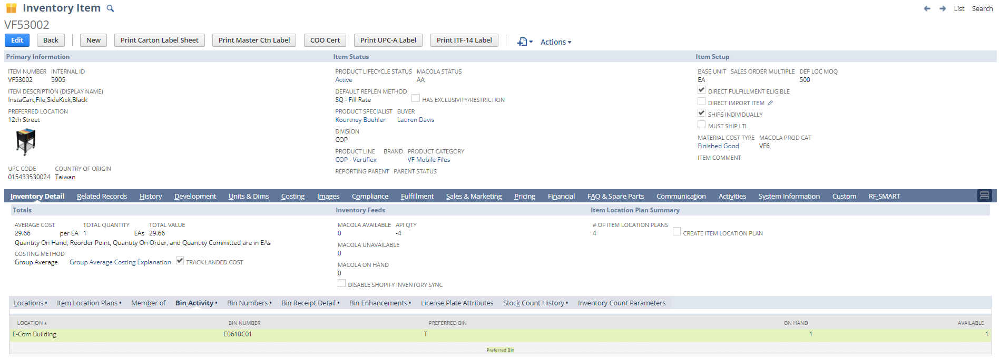 Inventory Item
List Search
VF53002
Edit Back New Print Carton Label Sheet Print Master Ctn Label COO Cert Print UPC-A Label Print ITF-14 Label Actions
Primary Information
ITEM NUMBER INTERNAL ID
VF53002 5905
ITEM DESCRIPTION (DISPLAY NAME)
InstaCart,File,SideKick,Black
PREFERRED LOCATION
12th Street
UPC CODE COUNTRY OF ORIGIN
015433530024 Taiwan
Item Status
PRODUCT LIFECYCLE STATUS MACOLA STATUS
Active AA
DEFAULT REPLEN METHOD
SQ - Fill Rate HAS EXCLUSIVITY/RESTRICTION
PRODUCT SPECIALIST BUYER
Kourtney Boehler Lauren Davis
DIVISION
COP
PRODUCT LINE BRAND PRODUCT CATEGORY
COP - Vertiflex VF Mobile Files
REPORTING PARENT PARENT STATUS
Item Setup
BASE UNIT SALES ORDER MULTIPLE DEF LOC MOQ
EA 500
DIRECT FULFILLMENT ELIGIBLE
DIRECT IMPORT ITEM
SHIPS INDIVIDUALLY
MUST SHIP LTL
MATERIAL COST TYPE MACOLA PROD CAT
Finished Good VF6
ITEM COMMENT
Inventory Detail Related Records History Development Units & Dims Costing Images Compliance Fulfillment Sales & Marketing Pricing Financial FAQ & Spare Parts Communication Activities System Information Custom RF-SMART
Totals
AVERAGE COST TOTAL QUANTITY TOTAL VALUE
29.66 per EA 1 EAs 29.66
Quantity On Hand, Reorder Point, Quantity On Order, and Quantity Committed are in EAs
COSTING METHOD
Group Average Group Average Costing Explanation TRACK LANDED COST
Inventory Feeds
MACOLA AVAILABLE API QTY
0 -4
MACOLA UNAVAILABLE
0
MACOLA ON HAND
0
DISABLE SHOPIFY INVENTORY SYNC
Item Location Plan Summary
# OF ITEM LOCATION PLANS
4 CREATE ITEM LOCATION PLAN
Locations • Item Location Plans • Member of Bin Activity • Bin Numbers • Bin Receipt Detail • Bin Enhancements • License Plate Attributes Stock Count History • Inventory Count Parameters
LOCATION ▲ BIN NUMBER PREFERRED BIN ON HAND AVAILABLE
E-Com Building E0610C01 T 1 1
Preferred Bin